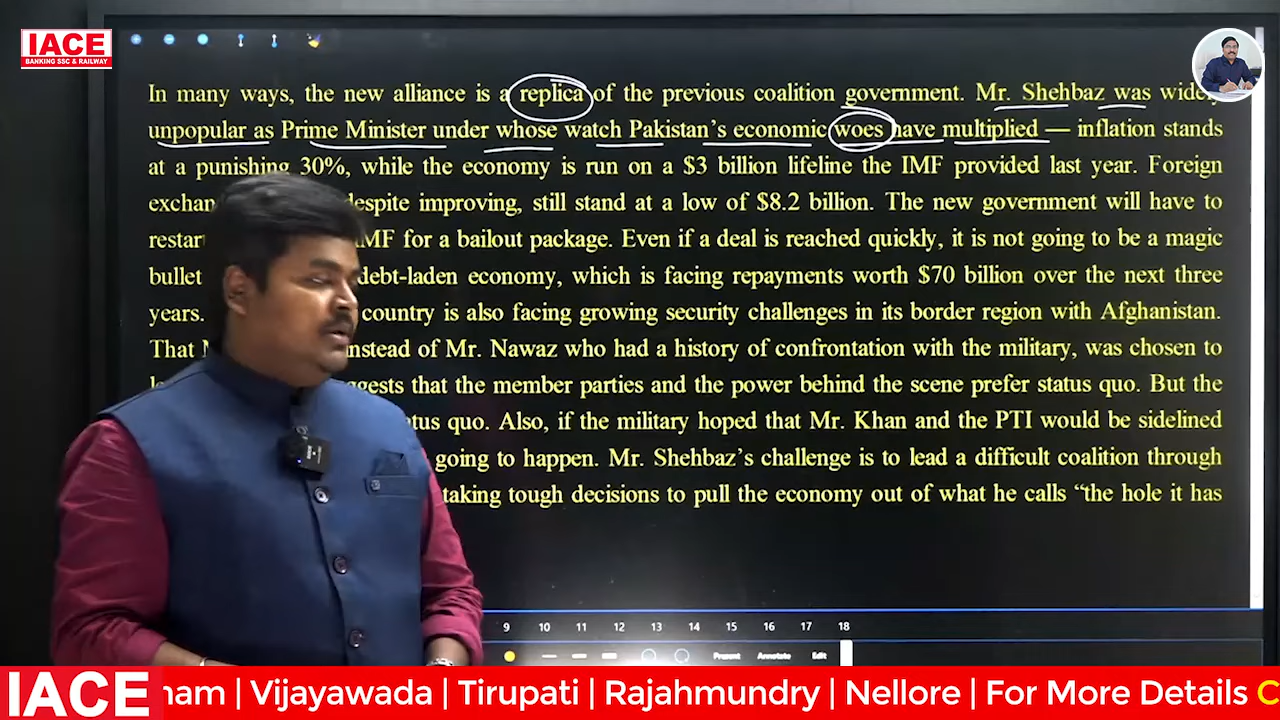 IACE
BANKING SSC & RAILWAY
In many ways, the new alliance is a replica of the previous coalition government. Mr. Shehbaz was widely
unpopular as Prime Minister under whose watch Pakistan's economic woes have multiplied — inflation stands
at a punishing 30%, while the economy is run on a $3 billion lifeline the IMF provided last year. Foreign
despite improving, still stand at a low of $8.2 billion. The new government will have to
IMF for a bailout package. Even if a deal is reached quickly, it is not going to be a magic
bullet debt-laden economy, which is facing repayments worth $70 billion over the next three
years. country is also facing growing security challenges in its border region with Afghanistan.
That instead of Mr. Nawaz who had a history of confrontation with the military, was chosen to
that the member parties and the power behind the scene prefer status quo. But the
quo. Also, if the military hoped that Mr. Khan and the PTI would be sidelined
going to happen. Mr. Shehbaz's challenge is to lead a difficult coalition through
taking tough decisions to pull the economy out of what he calls “the hole it has
9 10 11 12 13 14 15 16 17 18
Present Annotate Edit
IACE nam | Vijayawada | Tirupati | Rajahmundry | Nellore | For More Details C